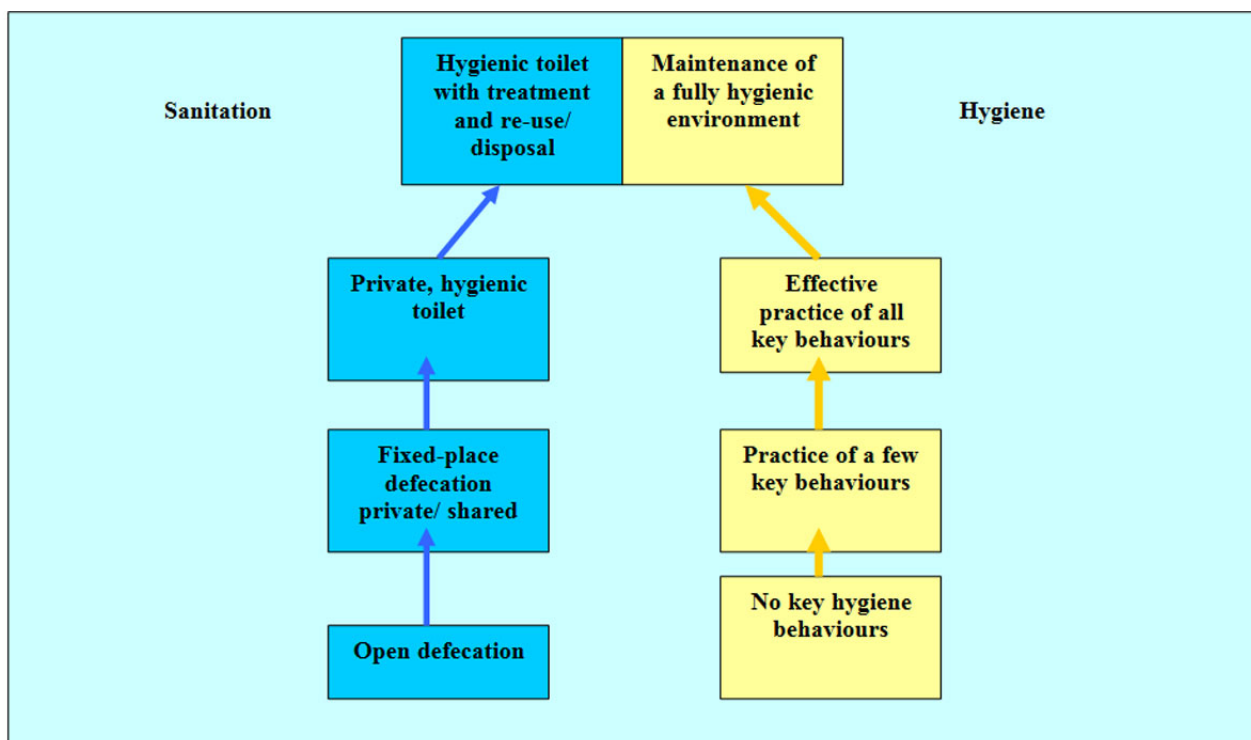 Sanitation
Hygienic toilet
with treatment
and re-use/
disposal
Maintenance of
a fully hygienic
environment
Hygiene
Private, hygienic
toilet
Effective
practice of all
key behaviours
Fixed-place
defecation
private/ shared
Practice of a few
key behaviours
Open defecation
No key hygiene
behaviours